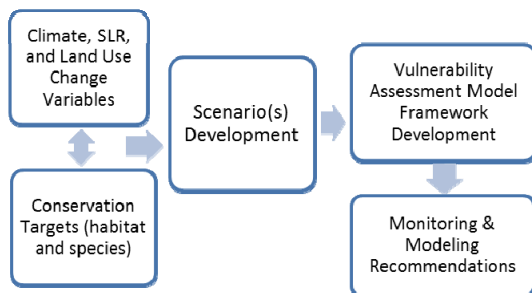 Climate, SLR,
and Land Use
Change
Variables
Conservation
Targets (habitat
and species)
Scenario(s)
Development
Vulnerability
Assessment Model
Framework
Development
Monitoring &
Modeling
Recommendations